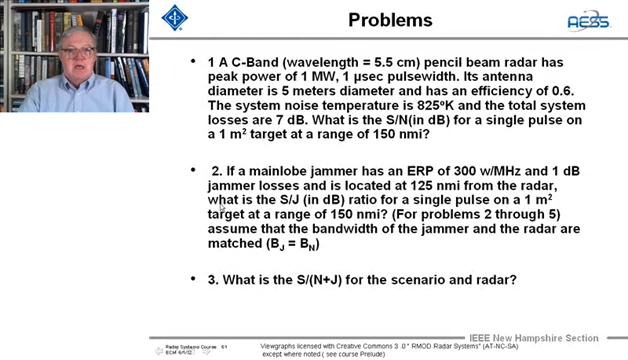 Problems
AESS
• 1 A C-Band (wavelength = 5.5 cm) pencil beam radar has
peak power of 1 MW, 1 μsec pulsewidth. Its antenna
diameter is 5 meters diameter and has an efficiency of 0.6.
The system noise temperature is 825ºK and the total system
losses are 7 dB. What is the S/N(in dB) for a single pulse on
a 1 m² target at a range of 150 nmi?
• 2. If a mainlobe jammer has an ERP of 300 w/MHz and 1 dB
jammer losses and is located at 125 nmi from the radar,
what is the S/J (in dB) ratio for a single pulse on a 1 m²
target at a range of 150 nmi? (For problems 2 through 5)
assume that the bandwidth of the jammer and the radar are
matched (BJ = BN)
• 3. What is the S/(N+J) for the scenario and radar?
IEEE New Hampshire Section
Radar Systems Course 61
Viewgraphs licensed with Creative Commons 3 .0" RMOD Radar Systems" (AT-NC-SA)
except where noted ( see course Prelude)